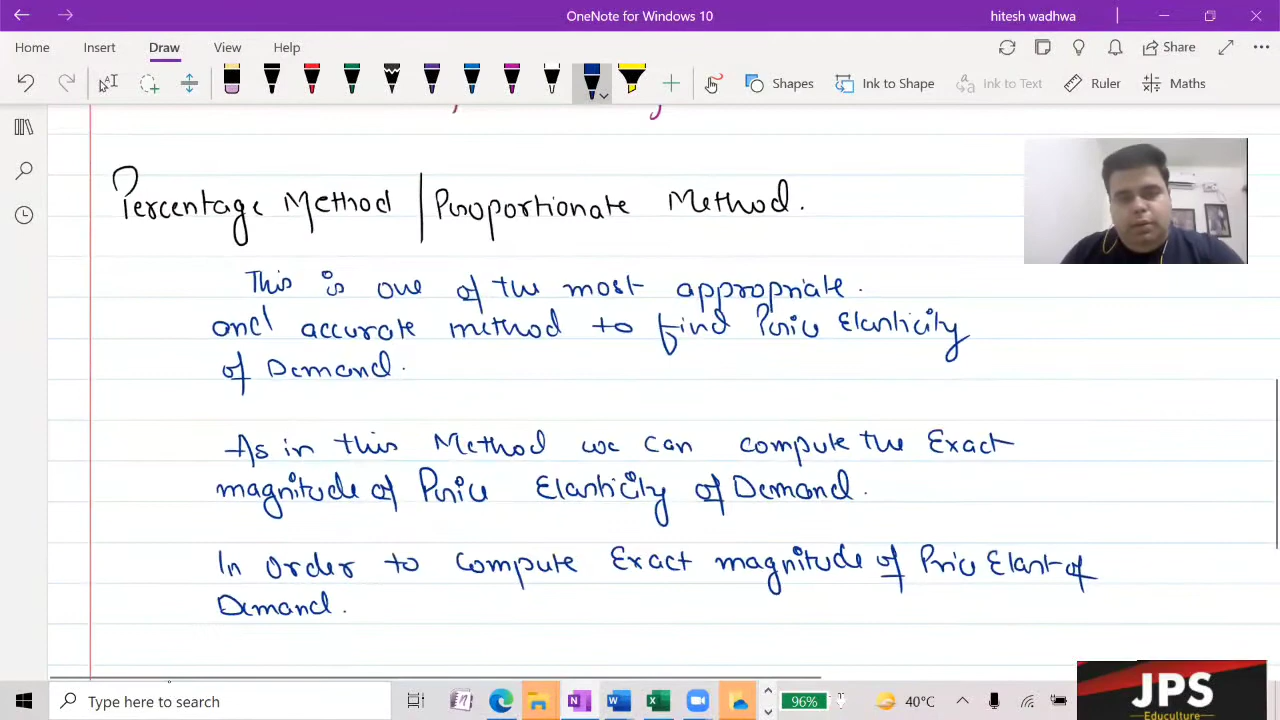 OneNote for Windows 10
hitesh wadhwa
Home Insert Draw View Help
Share
Shapes Ink to Shape Ink to Text Ruler Maths
Percentage Method | Proportionate Method.
This is one of the most appropriate.
and accurate method to find Price Elasticity
of Demand.
As in this Method we can compute the Exact
magnitude of Price Elasticity of Demand.
In order to compute Exact magnitude of Price Elast of
Demand.
JPS
Educulture
Type here to search
96%
40°C